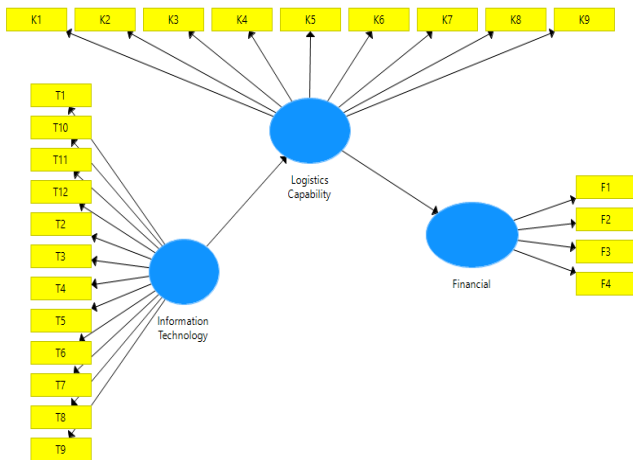 K1
K2
K3
K4
K5
K6
K7
K8
K9
T1
T10
T11
T12
T2
T3
T4
T5
T6
T7
T8
T9
Logistics
Capability
Information
Technology
Financial
F1
F2
F3
F4